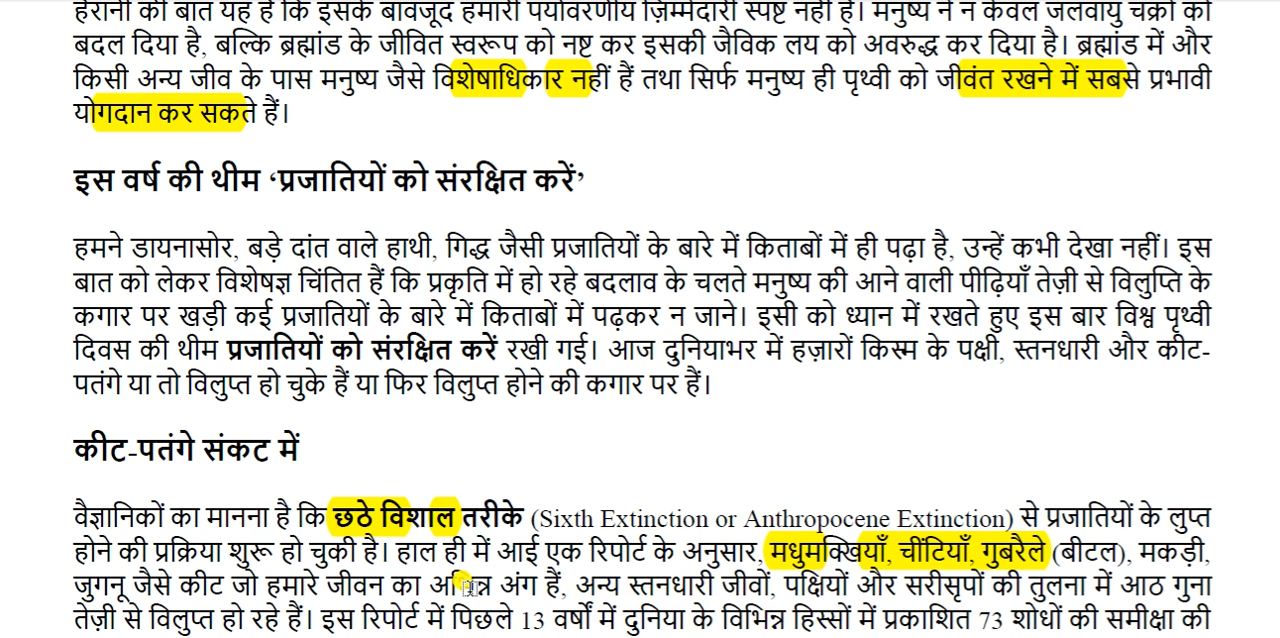 हैरानी की बात यह है कि इसके बावजूद हमारी पर्यावरणीय ज़िम्मेदारी स्पष्ट नहीं है। मनुष्य ने न केवल जलवायु चक्रों को
बदल दिया है, बल्कि ब्रह्मांड के जीवित स्वरूप को नष्ट कर इसकी जैविक लय को अवरुद्ध कर दिया है। ब्रह्मांड में और
किसी अन्य जीव के पास मनुष्य जैसे विशेषाधिकार नहीं हैं तथा सिर्फ मनुष्य ही पृथ्वी को जीवंत रखने में सबसे प्रभावी
योगदान कर सकते हैं।
इस वर्ष की थीम ‘प्रजातियों को संरक्षित करें’
हमने डायनासोर, बड़े दांत वाले हाथी, गिद्ध जैसी प्रजातियों के बारे में किताबों में ही पढ़ा है, उन्हें कभी देखा नहीं। इस
बात को लेकर विशेषज्ञ चिंतित हैं कि प्रकृति में हो रहे बदलाव के चलते मनुष्य की आने वाली पीढ़ियाँ तेज़ी से विलुप्ति के
कगार पर खड़ी कई प्रजातियों के बारे में किताबों में पढ़कर न जाने। इसी को ध्यान में रखते हुए इस बार विश्व पृथ्वी
दिवस की थीम प्रजातियों को संरक्षित करें रखी गई। आज दुनियाभर में हज़ारों किस्म के पक्षी, स्तनधारी और कीट-
पतंगे या तो विलुप्त हो चुके हैं या फिर विलुप्त होने की कगार पर हैं।
कीट-पतंगे संकट में
वैज्ञानिकों का मानना है कि छठे विशाल तरीके (Sixth Extinction or Anthropocene Extinction) से प्रजातियों के लुप्त
होने की प्रक्रिया शुरू हो चुकी है। हाल ही में आई एक रिपोर्ट के अनुसार, मधुमक्खियाँ, चींटियाँ, गुबरैले (बीटल), मकड़ी,
जुगनू जैसे कीट जो हमारे जीवन का अभिन्न अंग हैं, अन्य स्तनधारी जीवों, पक्षियों और सरीसृपों की तुलना में आठ गुना
तेज़ी से विलुप्त हो रहे हैं। इस रिपोर्ट में पिछले 13 वर्षों में दुनिया के विभिन्न हिस्सों में प्रकाशित 73 शोधों की समीक्षा की